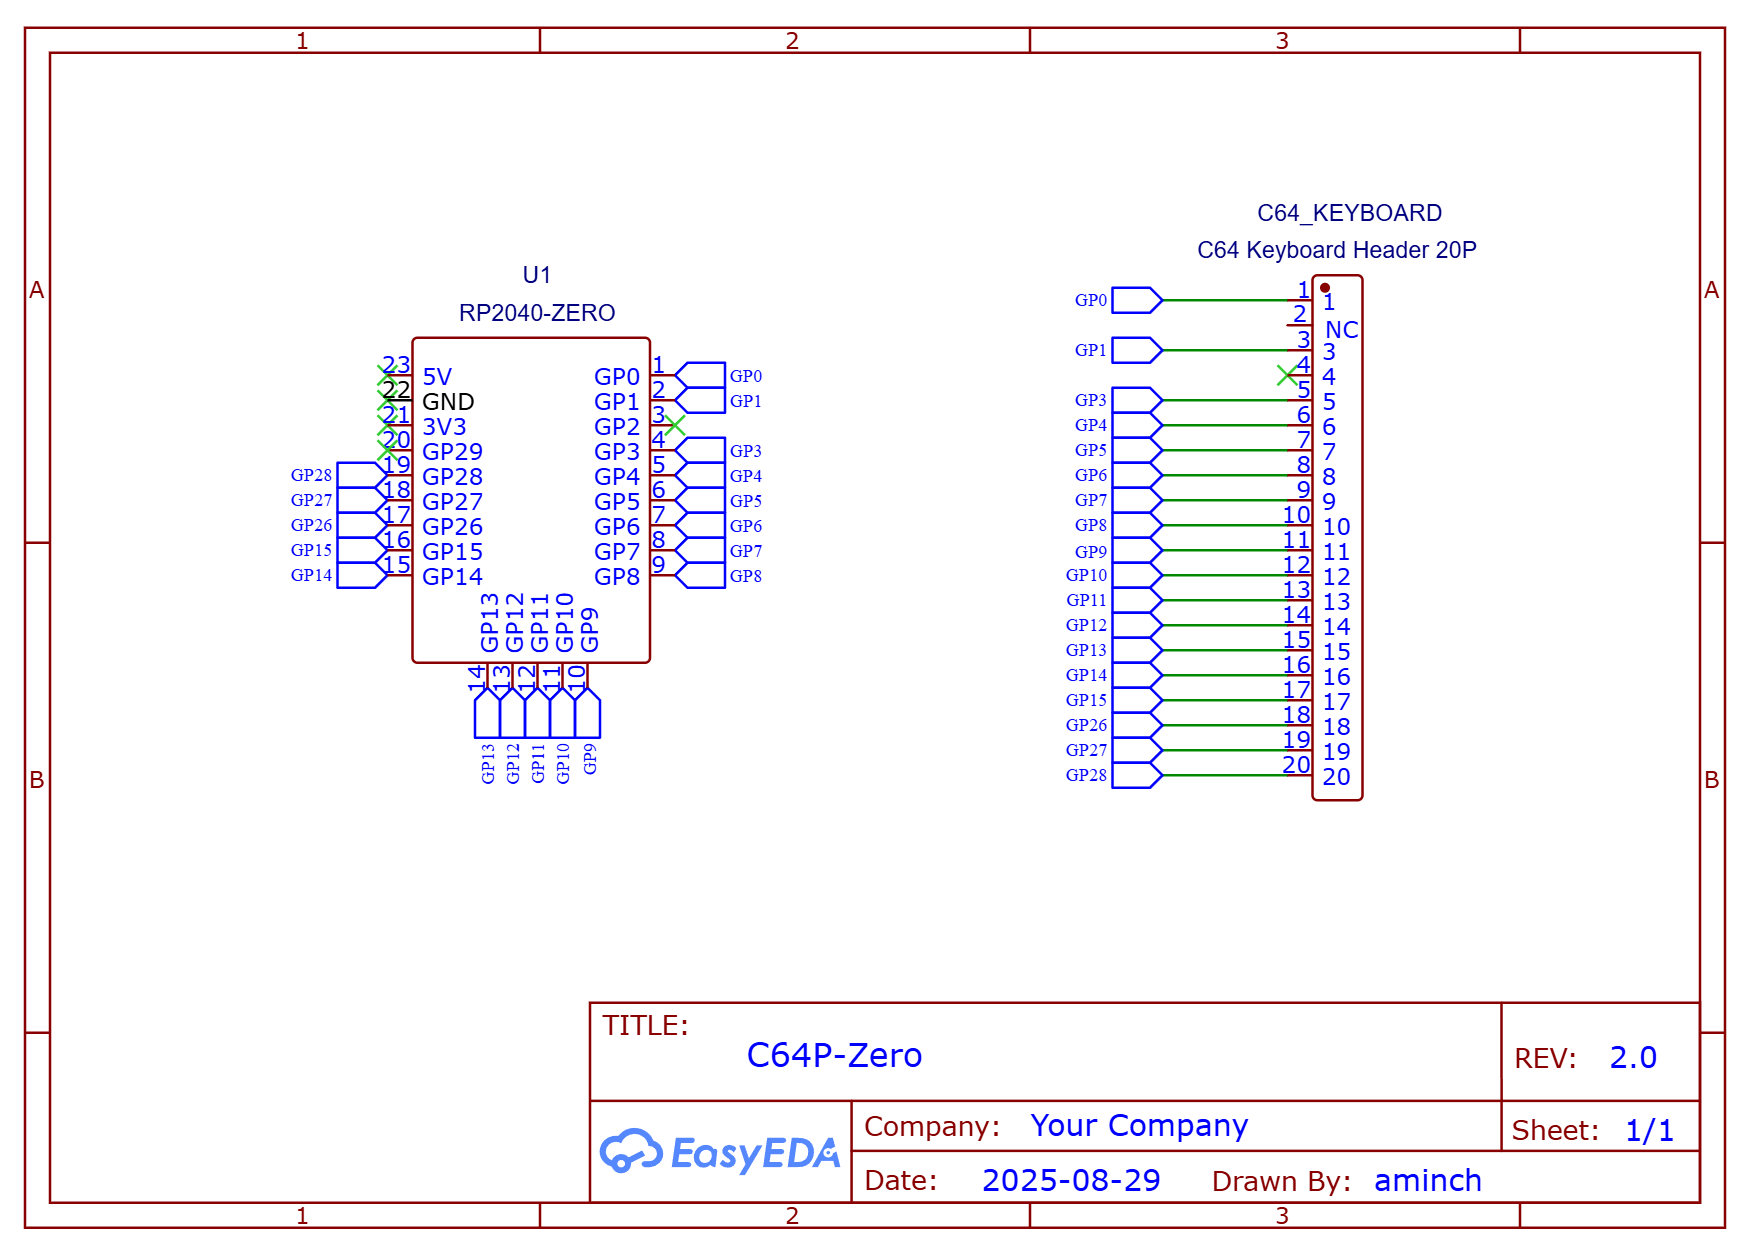 1 2 3
A A
B B
C64_KEYBOARD
C64 Keyboard Header 20P
U1
RP2040-ZERO
23 5V
22 GND
21 3V3
20 GP29
GP28 19 GP28
GP27 18 GP27
GP26 17 GP26
GP15 16 GP15
GP14 15 GP14
GP0 1 GP0
GP1 2 GP1
GP2 3
GP3 4 GP3
GP4 5 GP4
GP5 6 GP5
GP6 7 GP6
GP7 8 GP7
GP8 9 GP8
GP13 14 GP13
GP12 13 GP12
GP11 12 GP11
GP10 11 GP10
GP9 10 GP9
GP0 1 1
2 NC
GP1 3 3
4 4
GP3 5 5
GP4 6 6
GP5 7 7
GP6 8 8
GP7 9 9
GP8 10 10
GP9 11 11
GP10 12 12
GP11 13 13
GP12 14 14
GP13 15 15
GP14 16 16
GP15 17 17
GP26 18 18
GP27 19 19
GP28 20 20
TITLE:
C64P-Zero
REV: 2.0
EasyEDA
Company: Your Company
Sheet: 1/1
Date: 2025-08-29 Drawn By: aminch
1 2 3